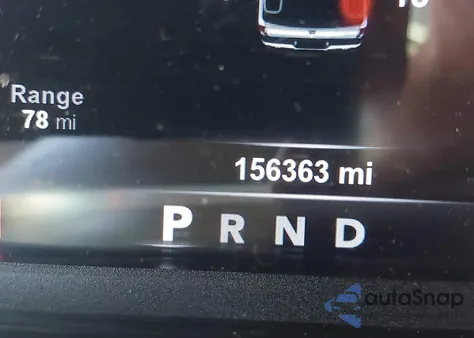 Range
78 mi
156363 mi
P R N D
autoSnap